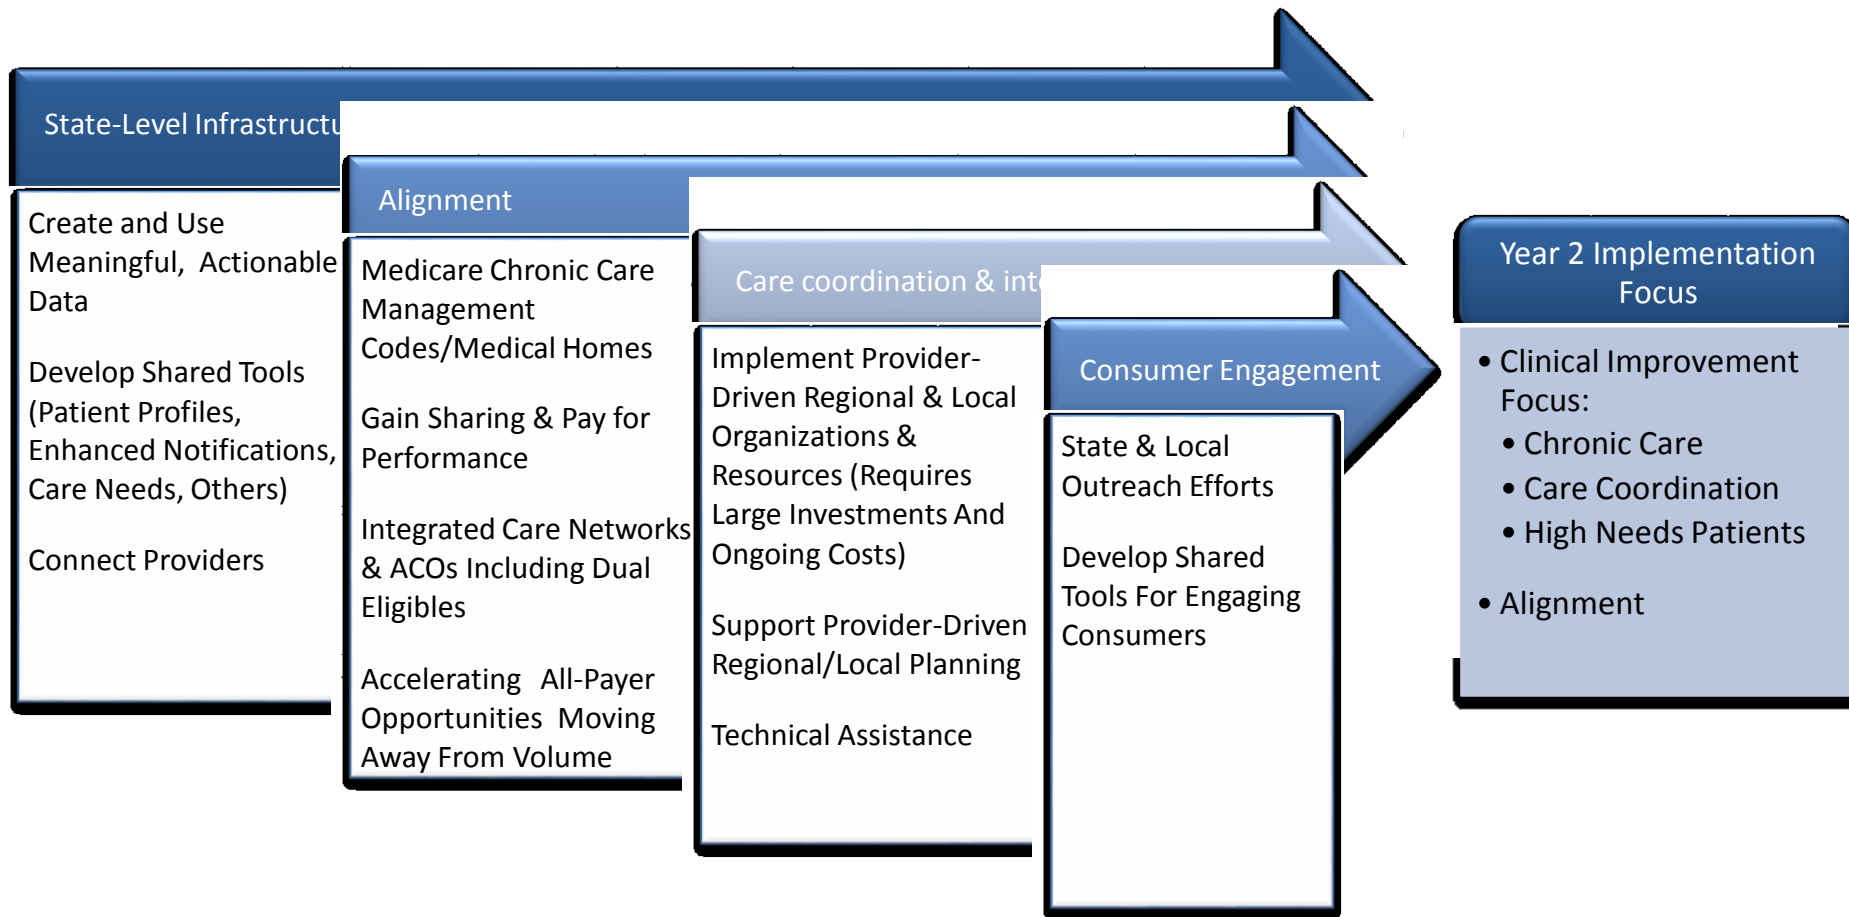 State-Level Infrastructu
Create and Use
Meaningful, Actionable
Data
Develop Shared Tools
(Patient Profiles,
Enhanced Notifications,
Care Needs, Others)
Connect Providers
Alignment
Medicare Chronic Care
Management
Codes/Medical Homes
Gain Sharing & Pay for
Performance
Integrated Care Networks
& ACOs Including Dual
Eligibles
Accelerating All-Payer
Opportunities Moving
Away From Volume
Care coordination & inte
Implement Provider-
Driven Regional & Local
Organizations &
Resources (Requires
Large Investments And
Ongoing Costs)
Support Provider-Driven
Regional/Local Planning
Technical Assistance
Consumer Engagement
State & Local
Outreach Efforts
Develop Shared
Tools For Engaging
Consumers
Year 2 Implementation
Focus
• Clinical Improvement
Focus:
• Chronic Care
• Care Coordination
• High Needs Patients
• Alignment